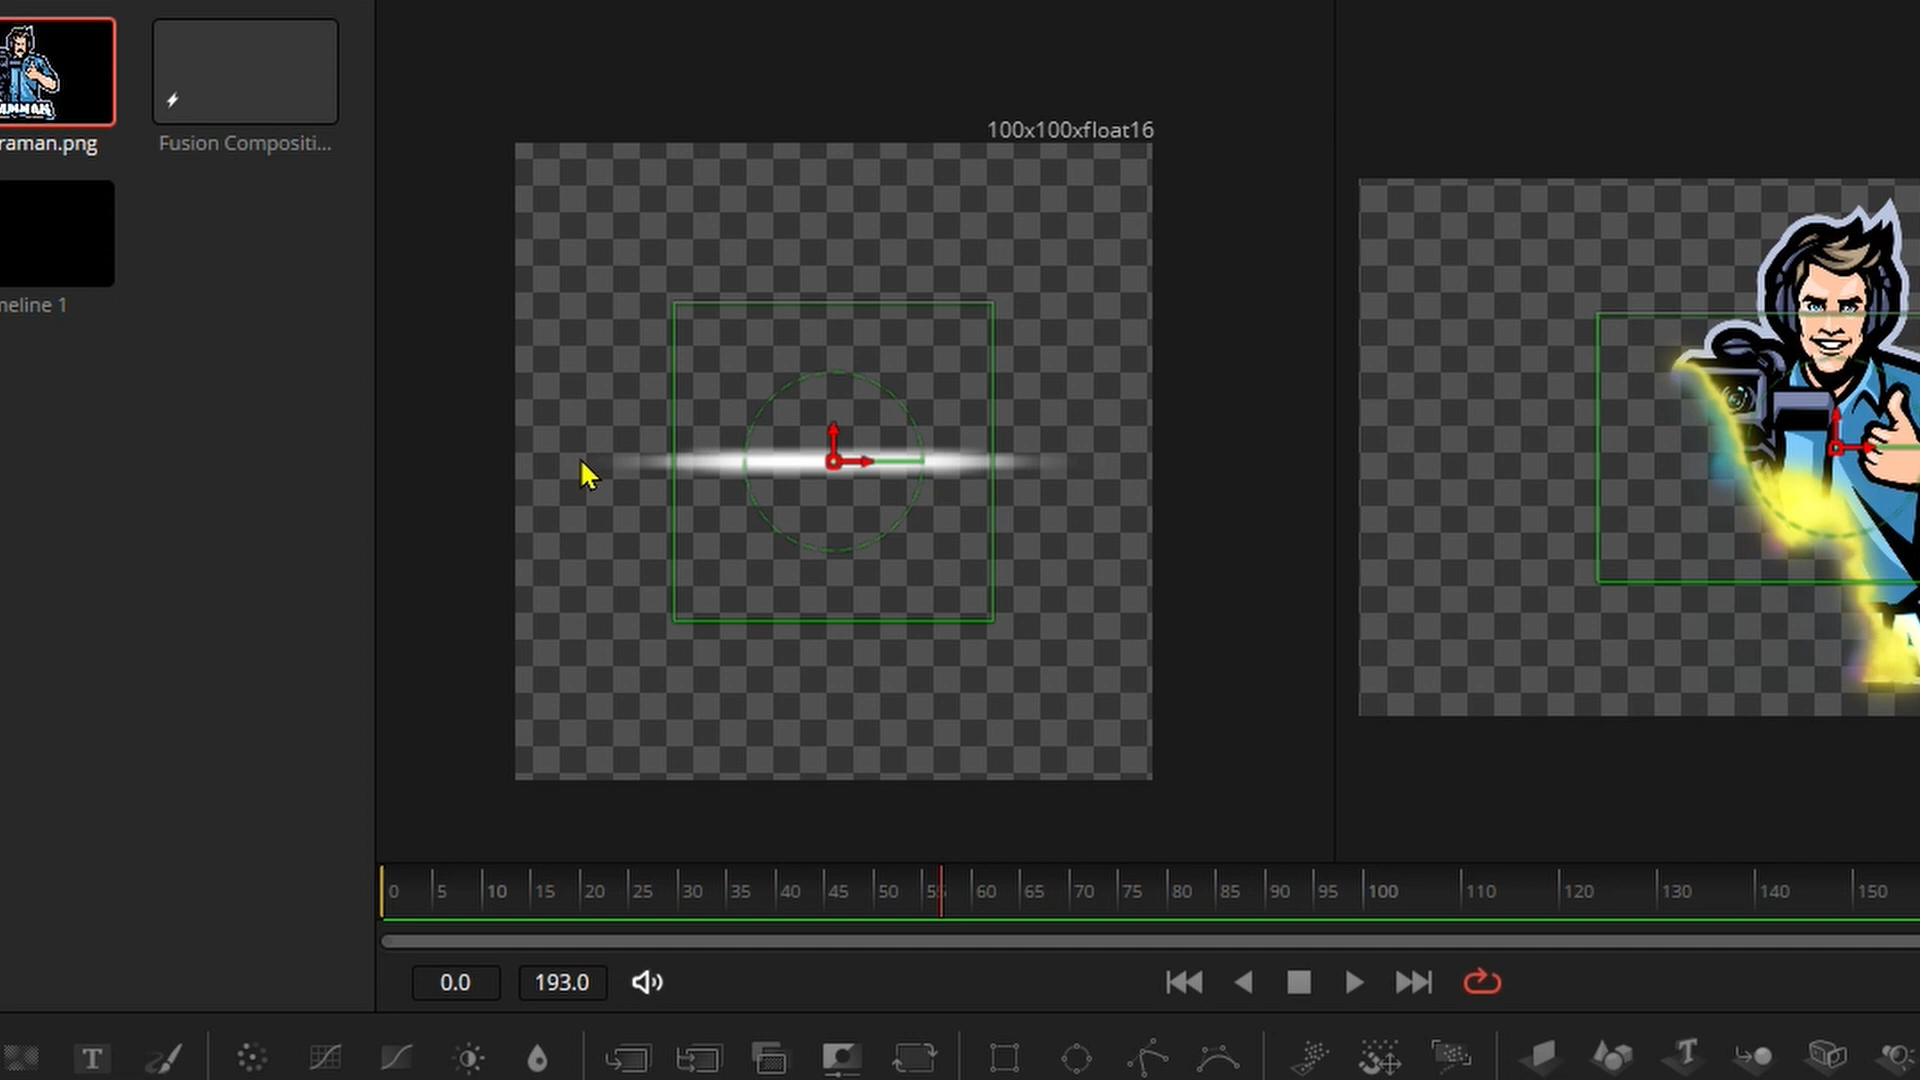 raman.png
Fusion Compositi...
meline 1
100x100xfloat16
0 5 10 15 20 25 30 35 40 45 50 55 60 65 70 75 80 85 90 95 100 110 120 130 140 150
0.0 193.0
T
T